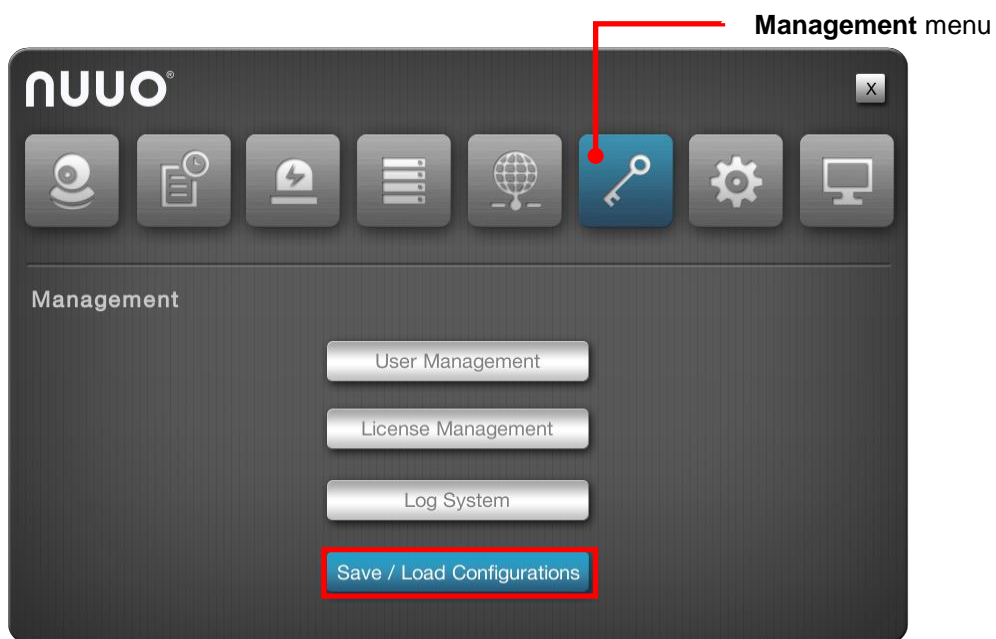 Management menu
nuuo®
X
Management
User Management
License Management
Log System
Save / Load Configurations